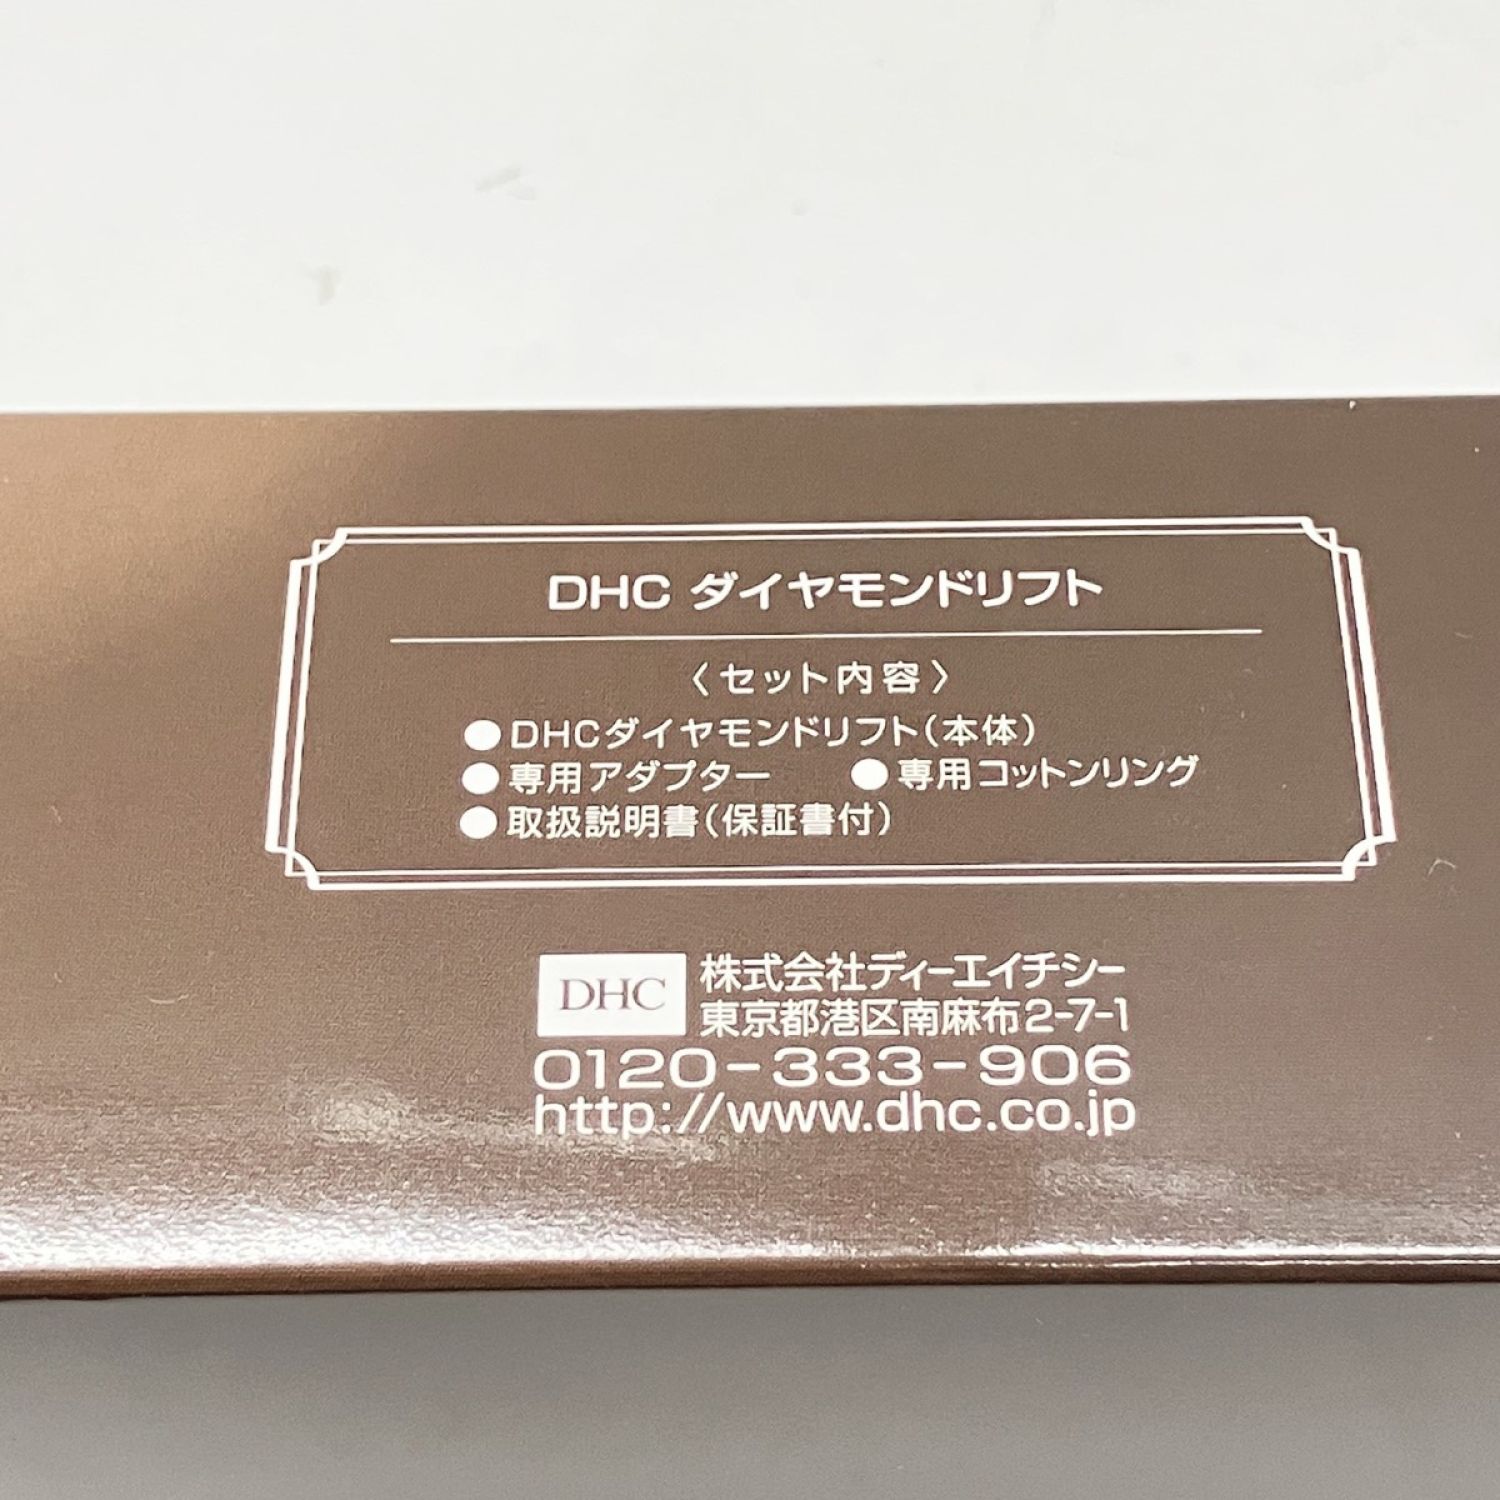 DHC ダイヤモンドリフト
〈セット内容〉
●DHCダイヤモンドリフト(本体)
●専用アダプター ●専用コットンリング
●取扱説明書(保証書付)
DHC 株式会社ディーエイチシー
東京都港区南麻布2-7-1
0120-333-906
http://www.dhc.co.jp